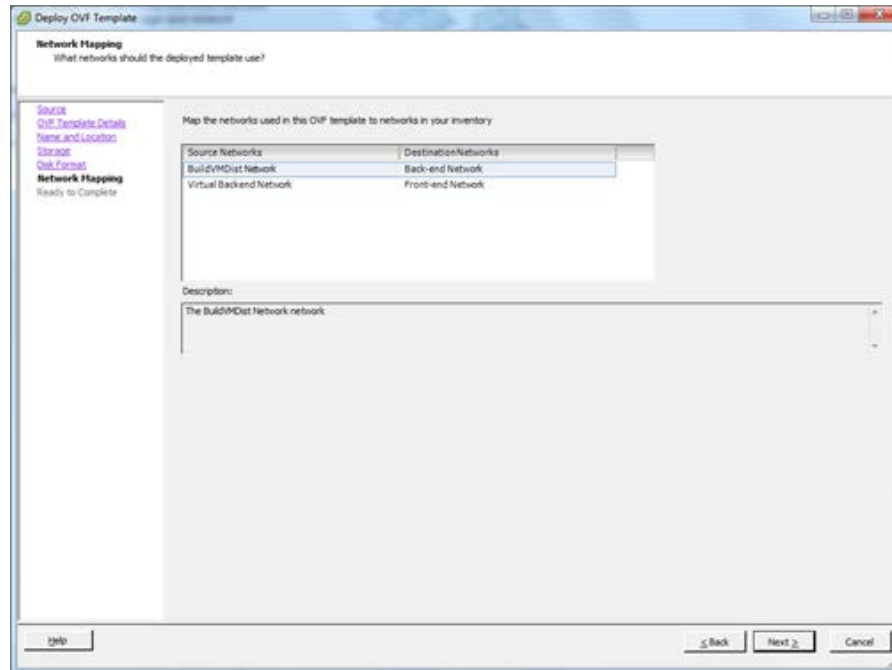 Deploy OVF Template
Network Mapping
What networks should the deployed template use?
Source
OVF Template Details
Name and Location
Storage
Disk Format
Network Mapping
Ready to Complete
Map the networks used in this OVF template to networks in your inventory
Source Networks DestinationNetworks
BuildVMDist Network Back-end Network
Virtual Backend Network Front-end Network
Description:
The BuildVMDist Network network
Help
< Back Next > Cancel